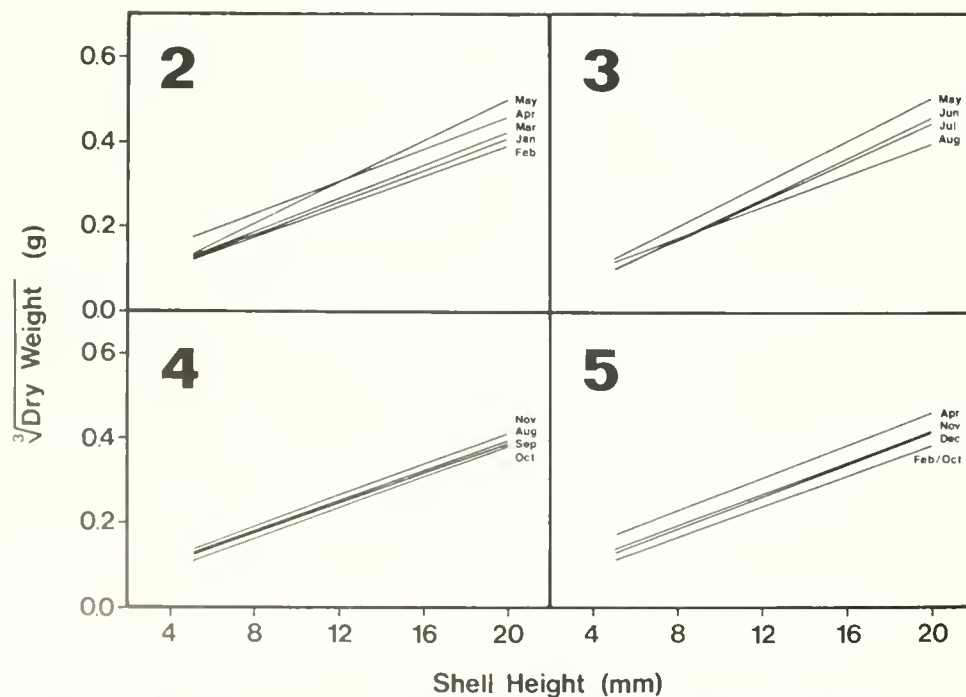 2
3
0.6
0.4
0.2
0.0
May
Apr
Mar
Jan
Feb
May
Jun
Jul
Aug
4
5
0.6
0.4
0.2
0.0
Nov
Aug
Sep
Oct
Apr
Nov
Dec
Feb/Oct
4 8 12 16 20 4 8 12 16 20
∛Dry Weight (g)
Shell Height (mm)